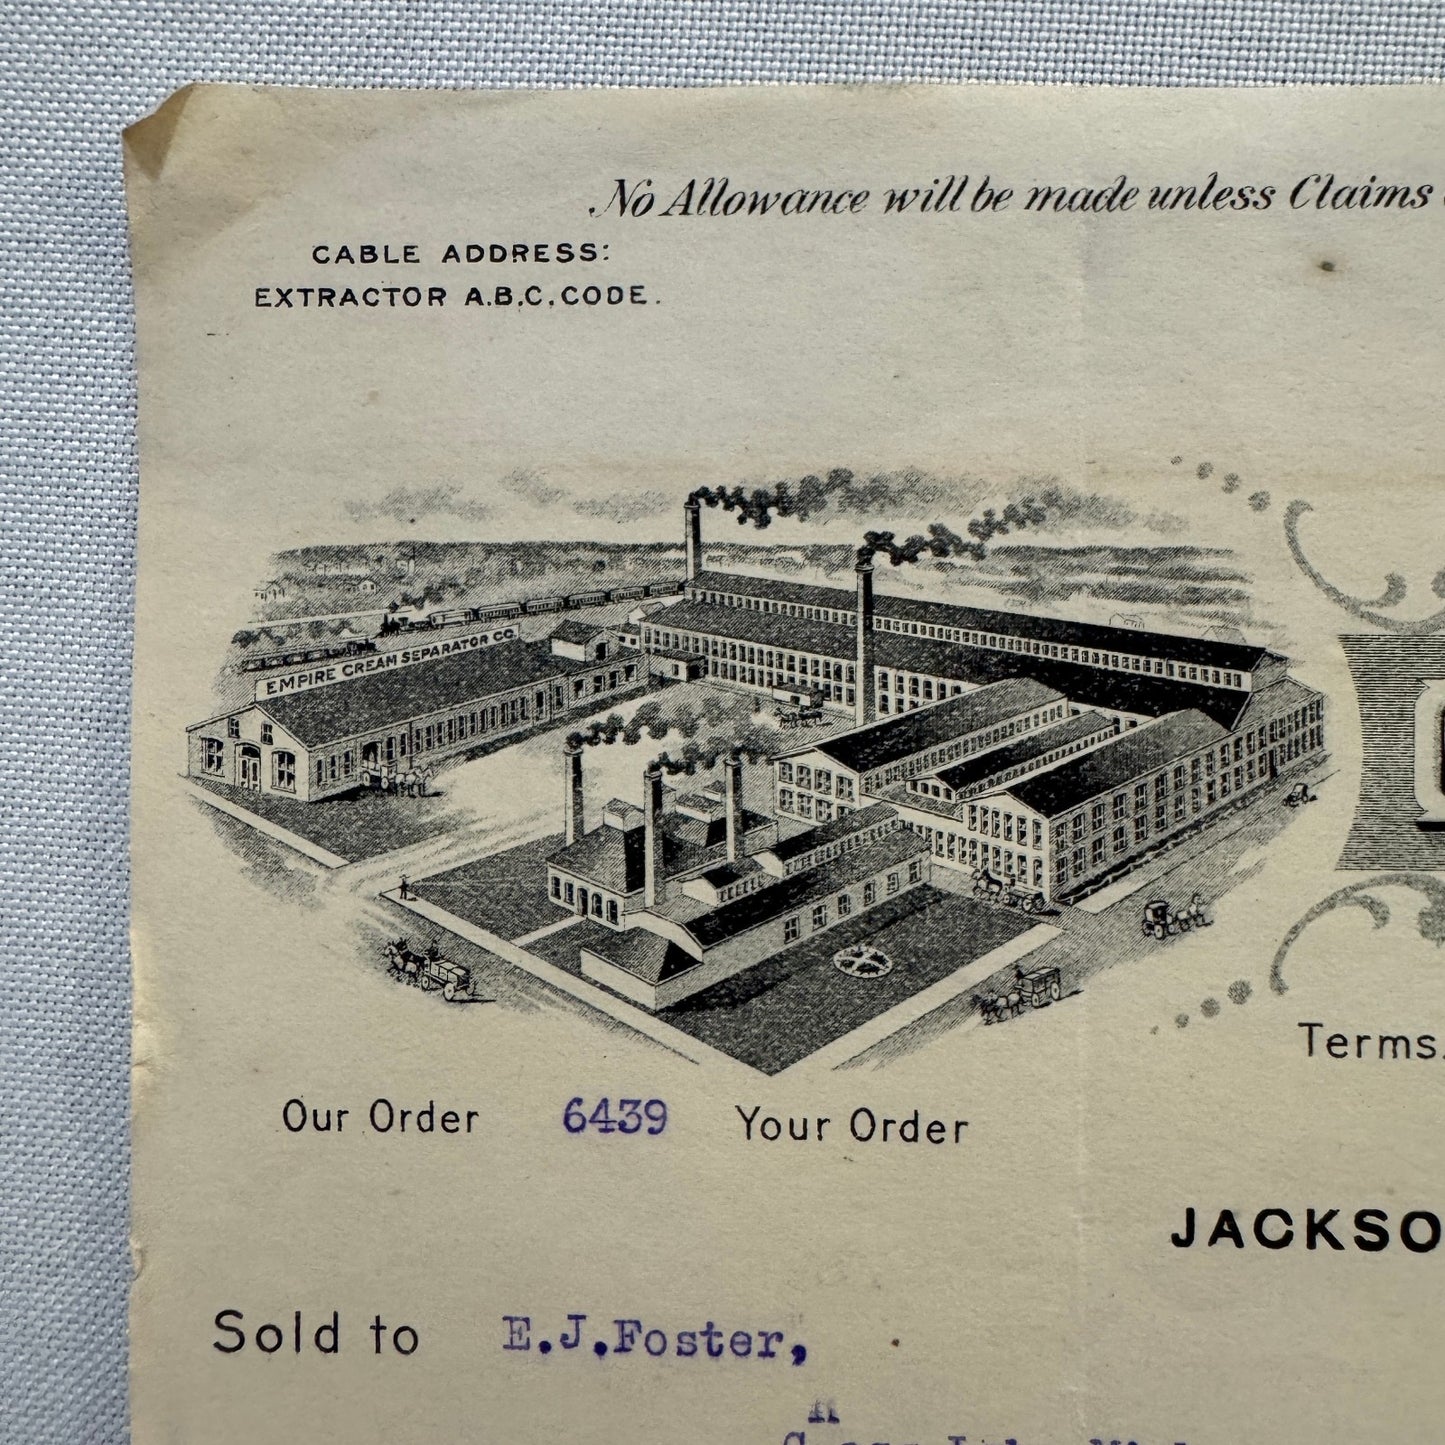 No Allowance will be made unless Claims
CABLE ADDRESS:
EXTRACTOR A.B.C. CODE.
EMPIRE CREAM SEPARATOR CO.
Terms
Our Order 6439 Your Order
JACKSO
Sold to E.J.Foster,